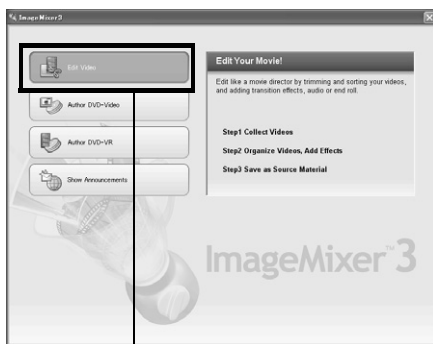 ImageMixer3
Edit Video
Author DVD-Video
Author DVD-VR
Show Announcements
Edit Your Movie!
Edit like a movie director by trimming and sorting your videos,
and adding transition effects, audio or end roll.
Step1 Collect Videos
Step2 Organize Videos, Add Effects
Step3 Save as Source Material
ImageMixer™3